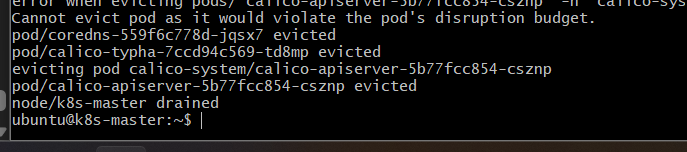 error when evicting pods/"calico-apiserver-5b77fcc854-csznp" -n "calico-sys
Cannot evict pod as it would violate the pod's disruption budget.
pod/coredns-559f6c778d-jqsx7 evicted
pod/calico-typha-7ccd94c569-td8mp evicted
evicting pod calico-system/calico-apiserver-5b77fcc854-csznp
pod/calico-apiserver-5b77fcc854-csznp evicted
node/k8s-master drained
ubuntu@k8s-master:~$